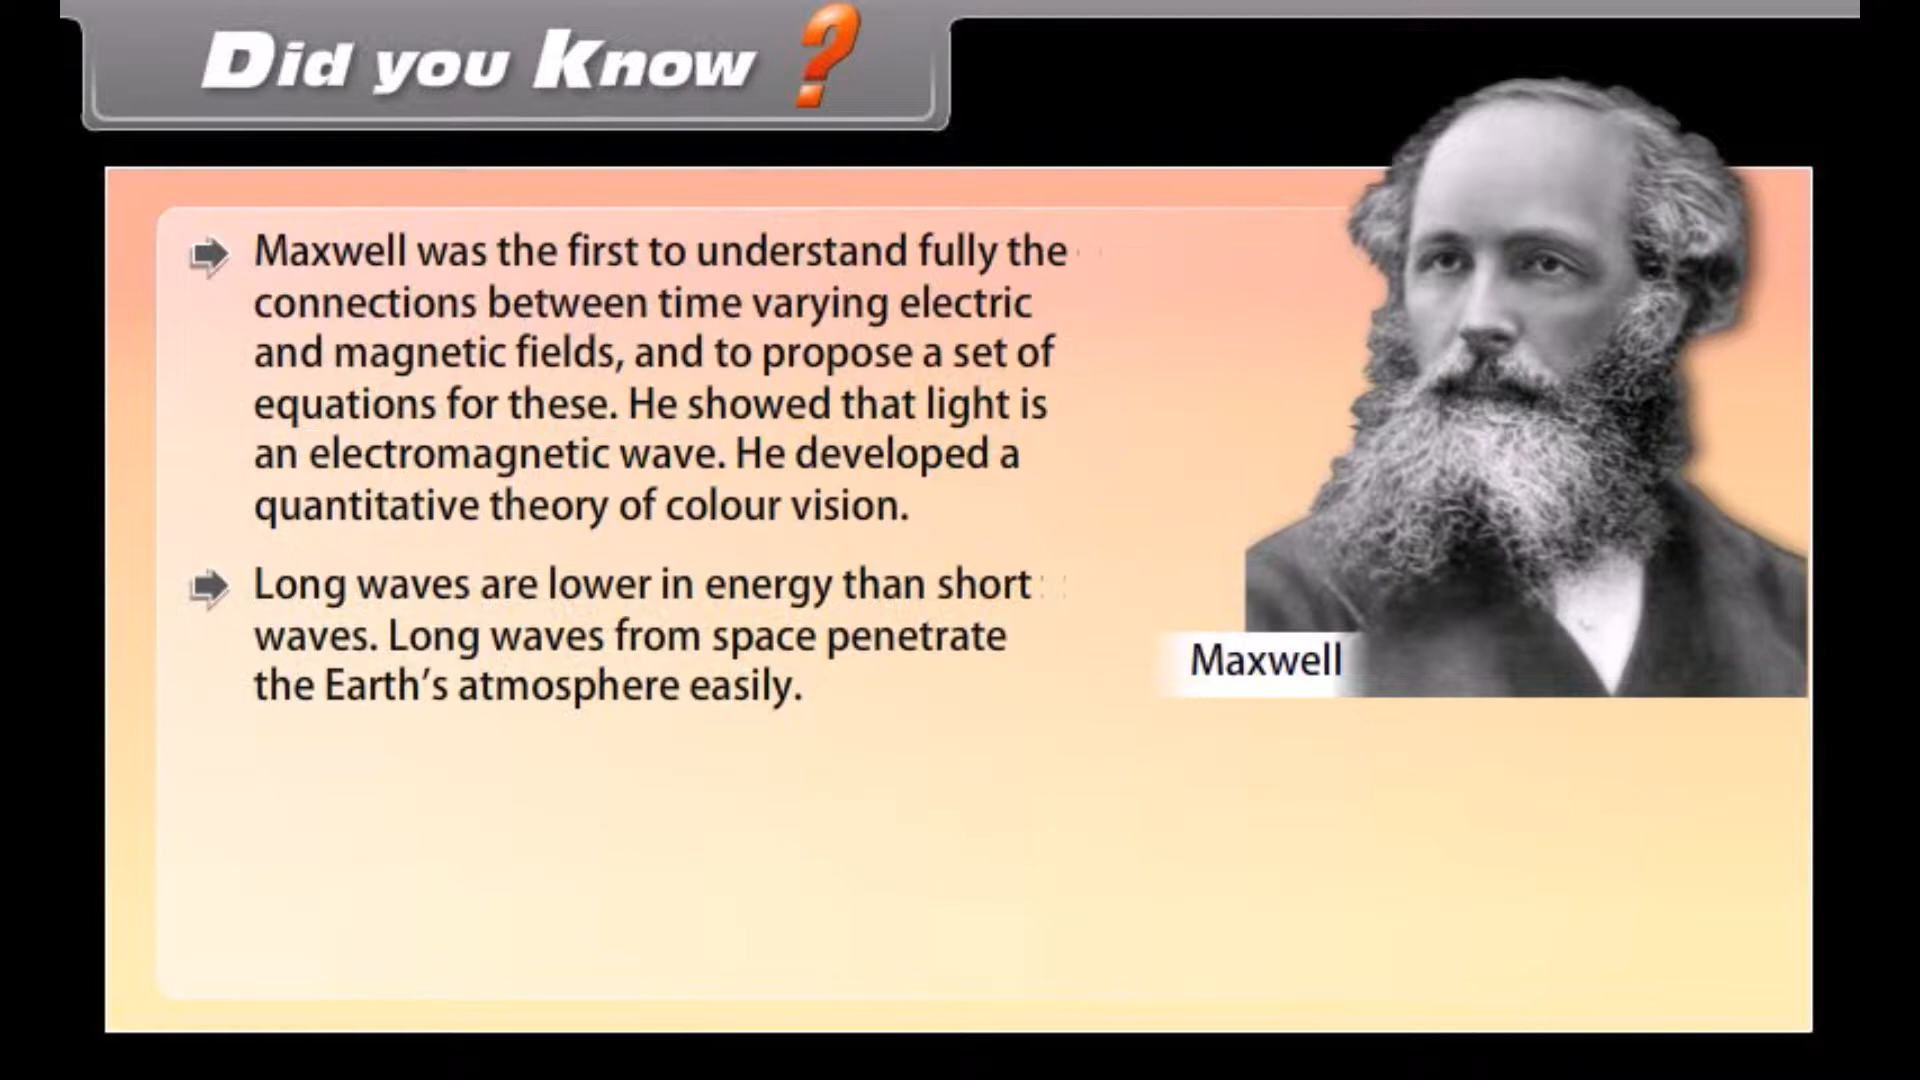 Did you Know ?
Maxwell was the first to understand fully the
connections between time varying electric
and magnetic fields, and to propose a set of
equations for these. He showed that light is
an electromagnetic wave. He developed a
quantitative theory of colour vision.
Long waves are lower in energy than short
waves. Long waves from space penetrate
the Earth’s atmosphere easily.
Maxwell